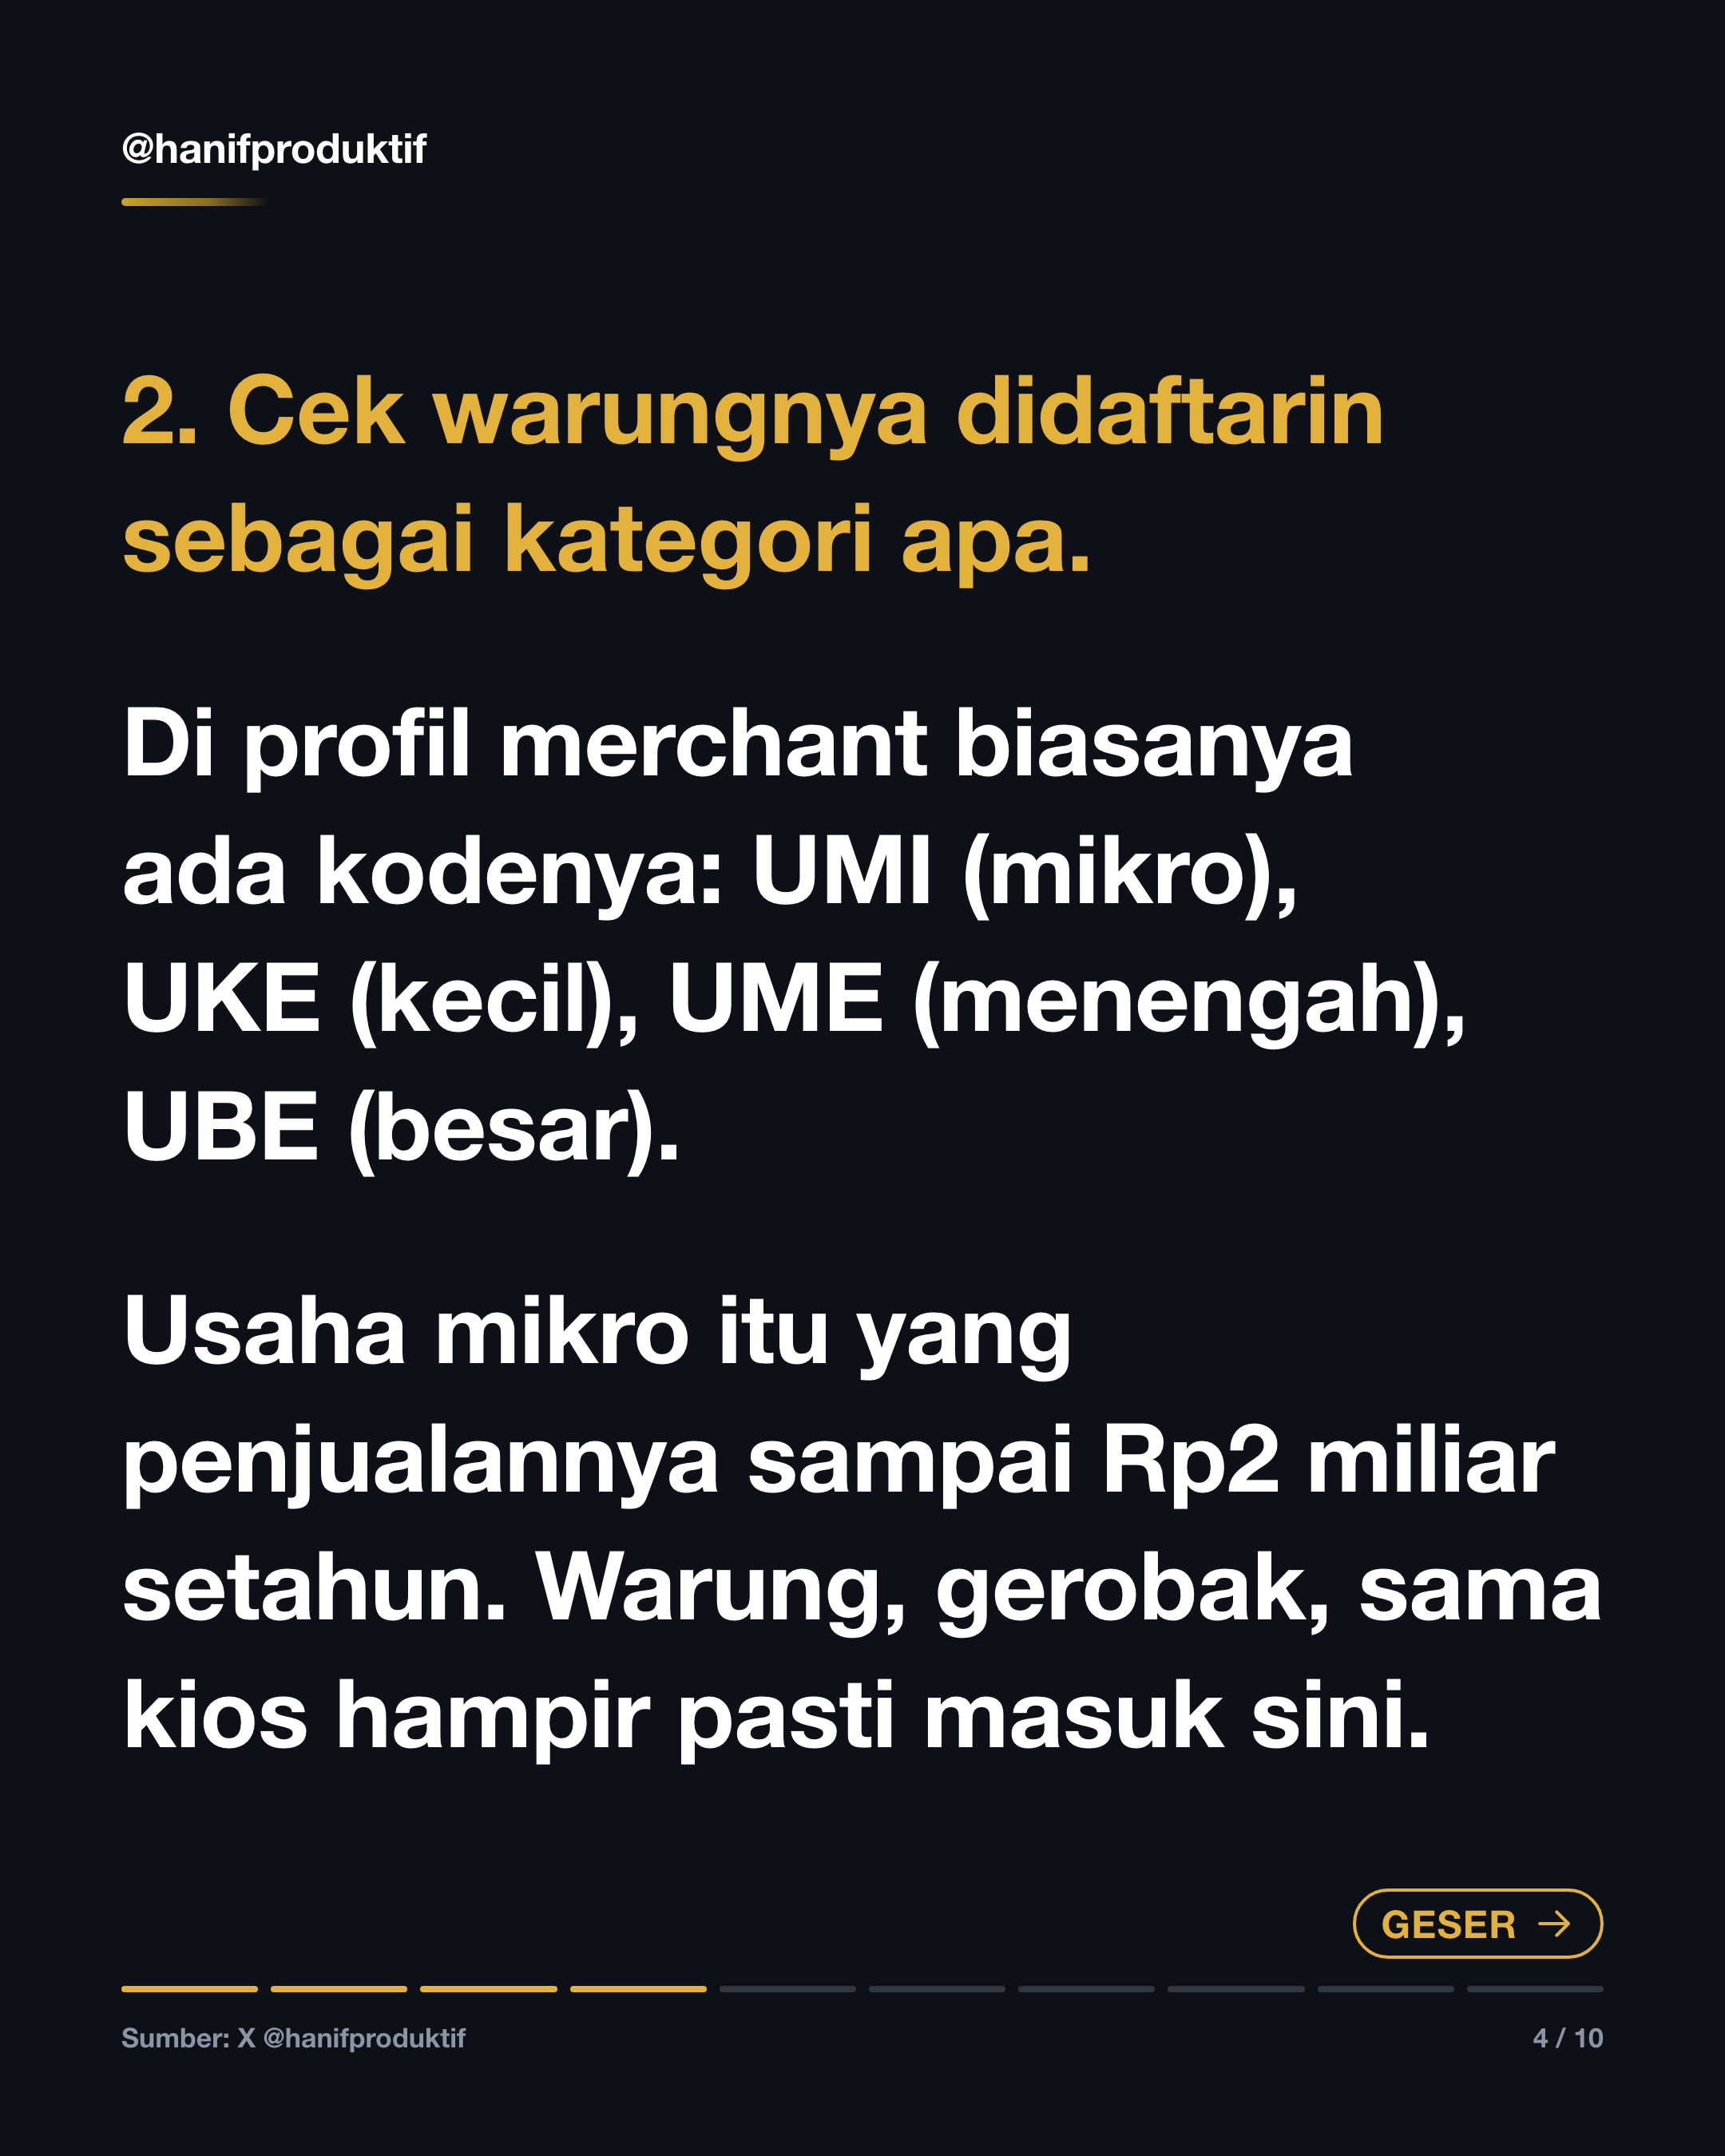 @hanifproduktif
2. Cek warungnya didaftarin
sebagai kategori apa.
Di profil merchant biasanya
ada kodenya: UMI (mikro),
UKE (kecil), UME (menengah),
UBE (besar).
Usaha mikro itu yang
penjualannya sampai Rp2 miliar
setahun. Warung, gerobak, sama
kios hampir pasti masuk sini.
GESER →
Sumber: X @hanifproduktif
4 / 10